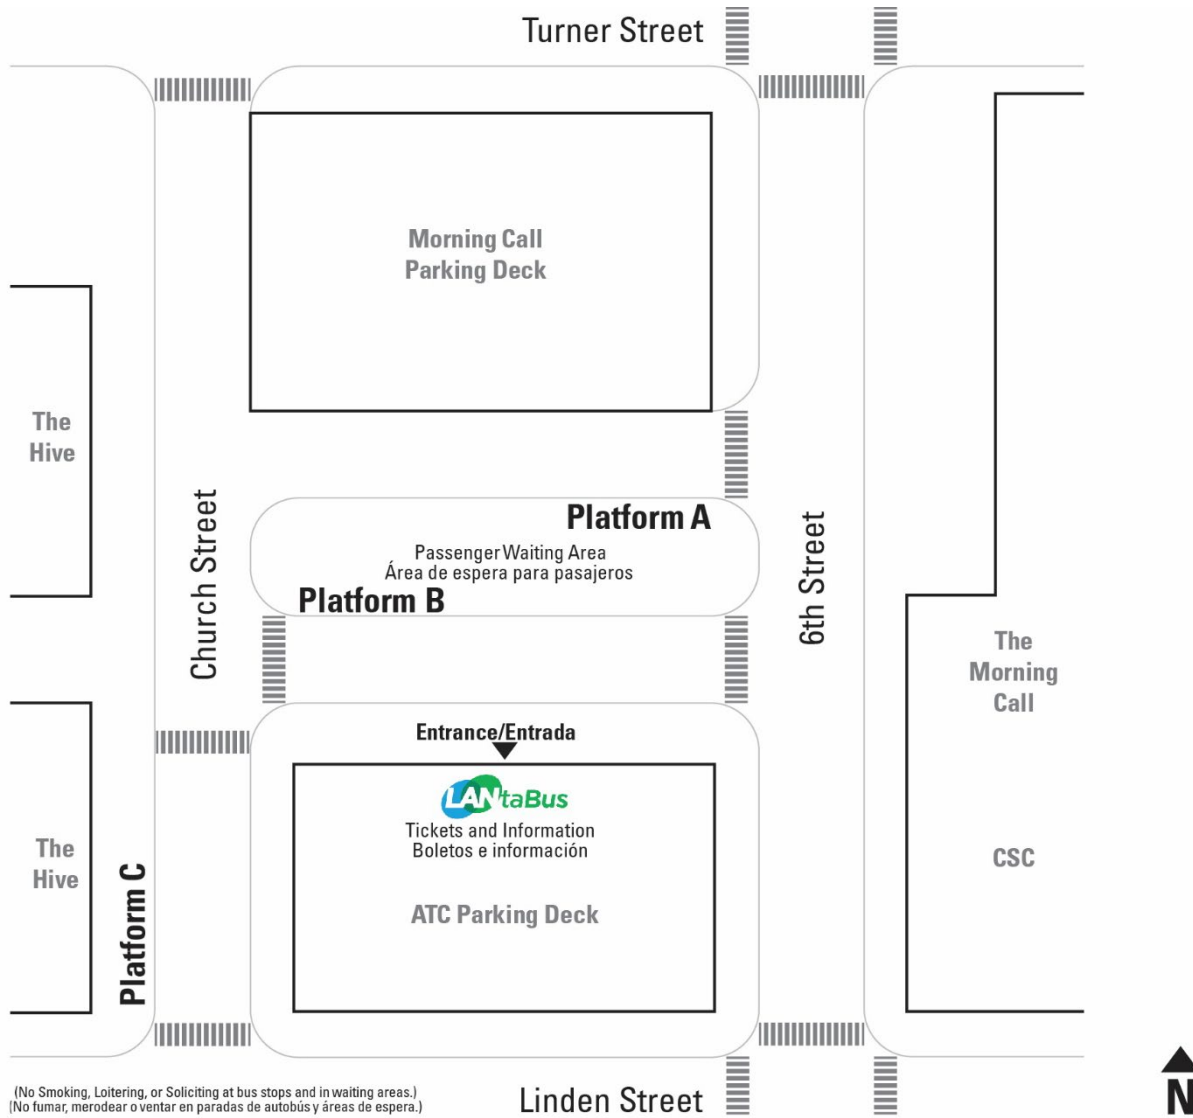 Turner Street
Morning Call
Parking Deck
The
Hive
Church Street
Platform A
Passenger Waiting Area
Área de espera para pasajeros
Platform B
6th Street
The
Morning
Call
Entrance/Entrada
LANtaBus
Tickets and Information
Boletos e información
The
Hive
Platform C
ATC Parking Deck
CSC
(No Smoking, Loitering, or Soliciting at bus stops and in waiting areas.)
(No fumar, merodear o ventar en paradas de autobús y áreas de espera.)
Linden Street
N